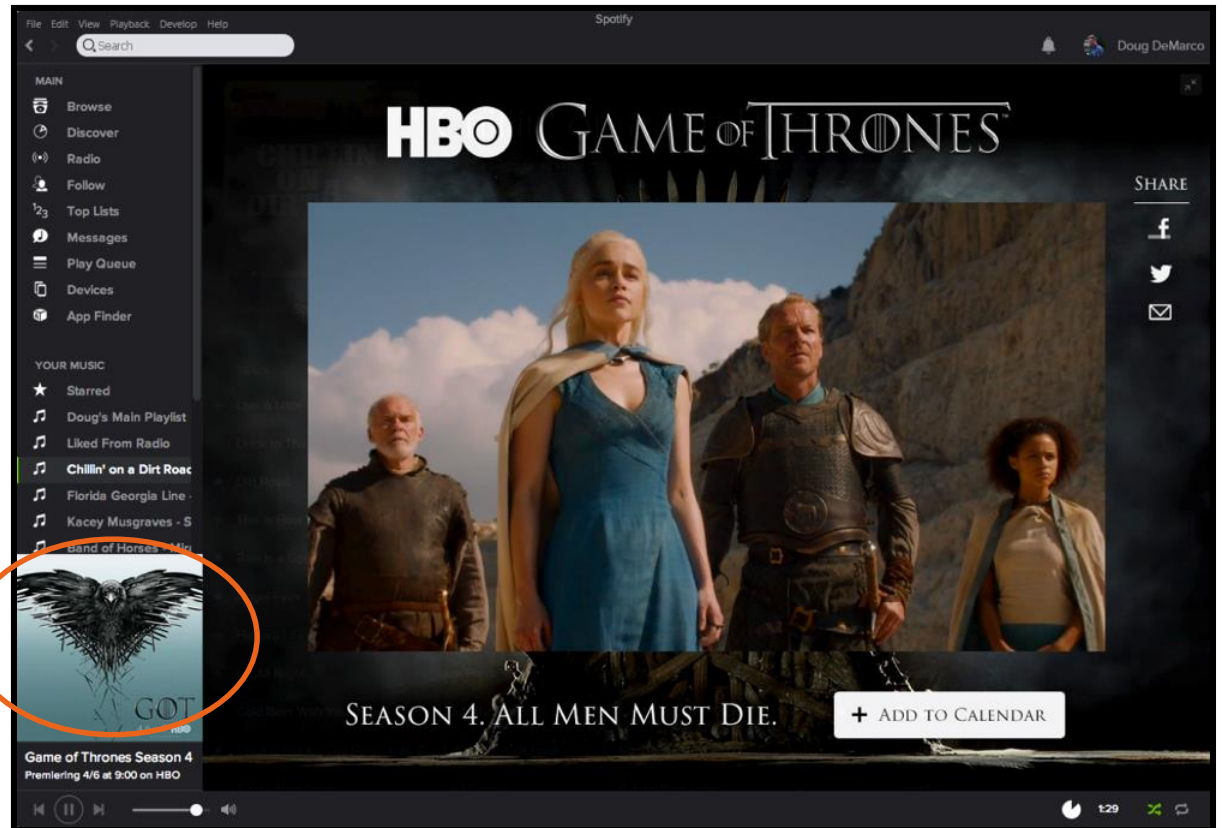 Spotify
File Edit View Playback Develop Help
Search
Doug DeMarco
MAIN
Browse
Discover
Radio
Follow
Top Lists
Messages
Play Queue
Devices
App Finder
YOUR MUSIC
Starred
Doug's Main Playlist
Liked From Radio
Chillin' on a Dirt Road
Florida Georgia Line -
Kacey Musgraves - S
Band of Horses - Mir
GOT
HBO
Game of Thrones Season 4
Premiering 4/6 at 9:00 on HBO
HBO GAME OF THRONES
SHARE
SEASON 4. ALL MEN MUST DIE.
+ ADD TO CALENDAR
1:29